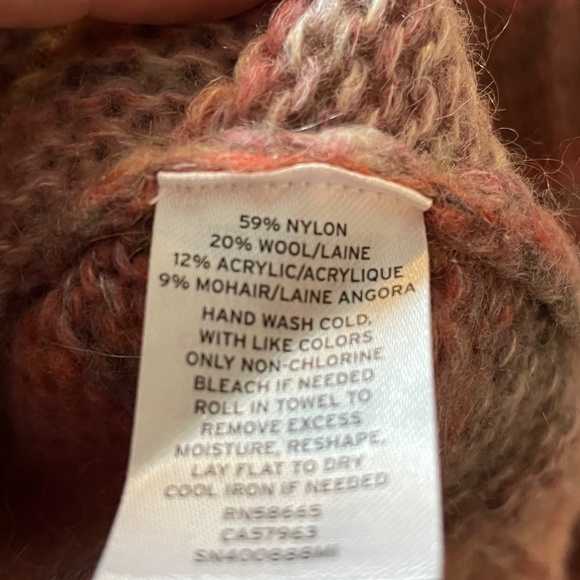 59% NYLON
20% WOOL/LAINE
12% ACRYLIC/ACRYLIQUE
9% MOHAIR/LAINE ANGORA
HAND WASH COLD,
WITH LIKE COLORS
ONLY NON-CHLORINE
BLEACH IF NEEDED
ROLL IN TOWEL TO
REMOVE EXCESS
MOISTURE, RESHAPE,
LAY FLAT TO DRY
COOL IRON IF NEEDED
RN58665
CA57963